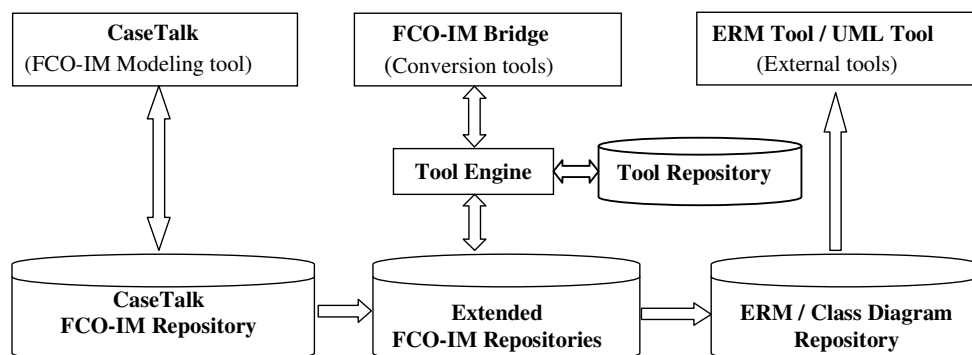 CaseTalk
(FCO-IM Modeling tool)
FCO-IM Bridge
(Conversion tools)
ERM Tool / UML Tool
(External tools)
Tool Engine
Tool Repository
CaseTalk
FCO-IM Repository
Extended
FCO-IM Repositories
ERM / Class Diagram
Repository